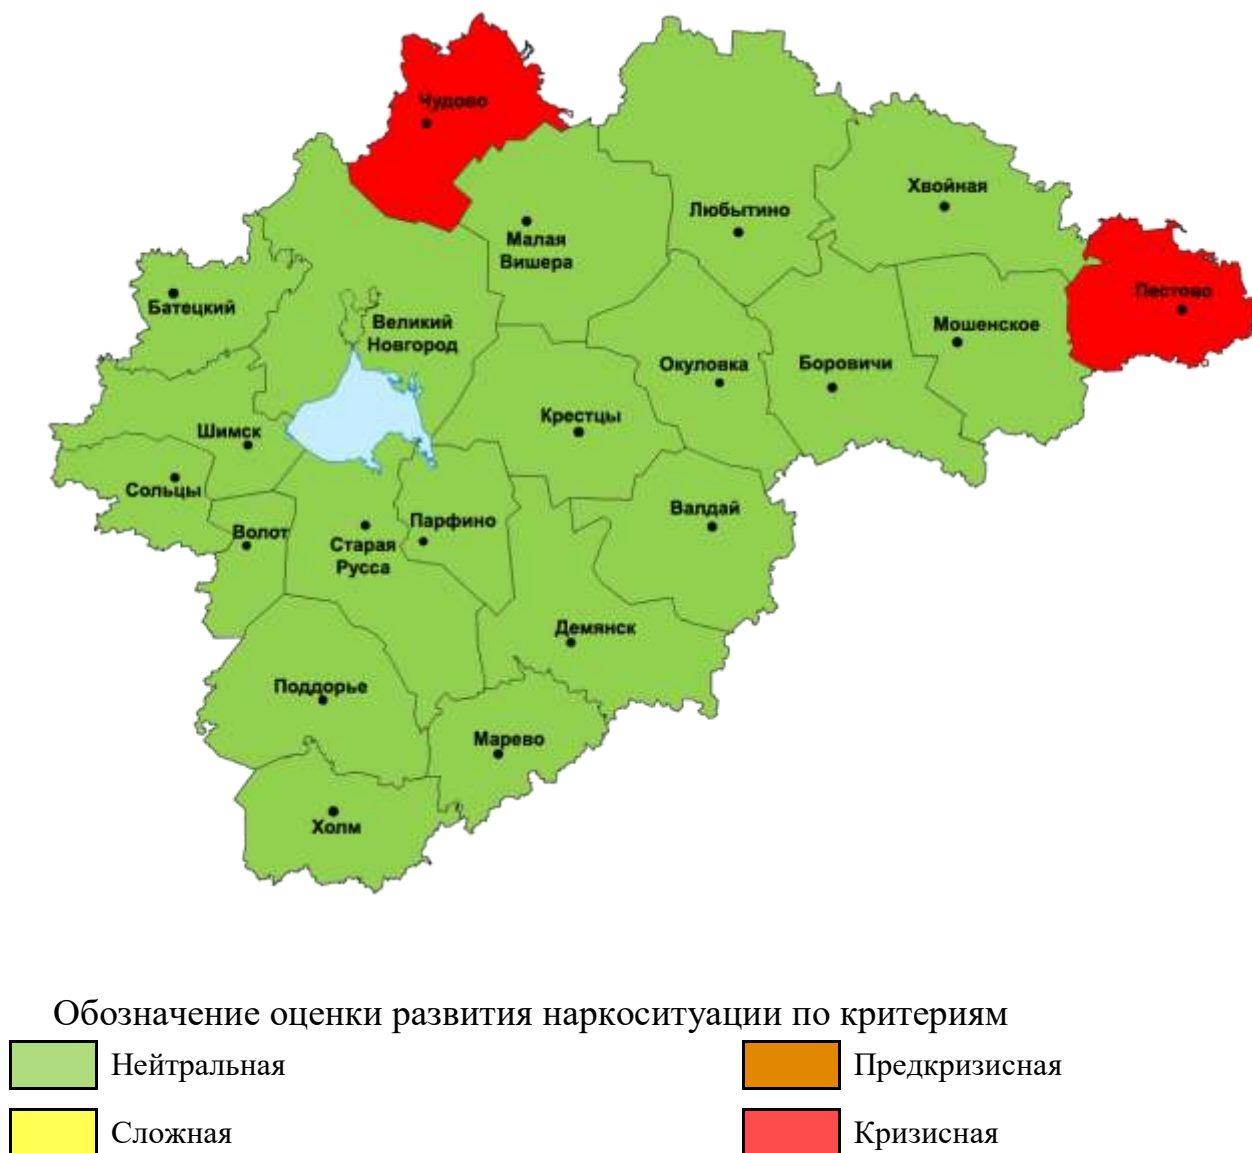 Чудово
Хвойная
Любытино
Малая
Вишера
Пестово
Батецкий
Великий
Новгород
Мошенское
Окуловка
Боровичи
Крестцы
Шимск
Сольцы
Валдай
Парфино
Волот
Старая
Русса
Демянск
Поддорье
Марево
Холм
Обозначение оценки развития наркоситуации по критериям
Нейтральная
Предкризисная
Сложная
Кризисная